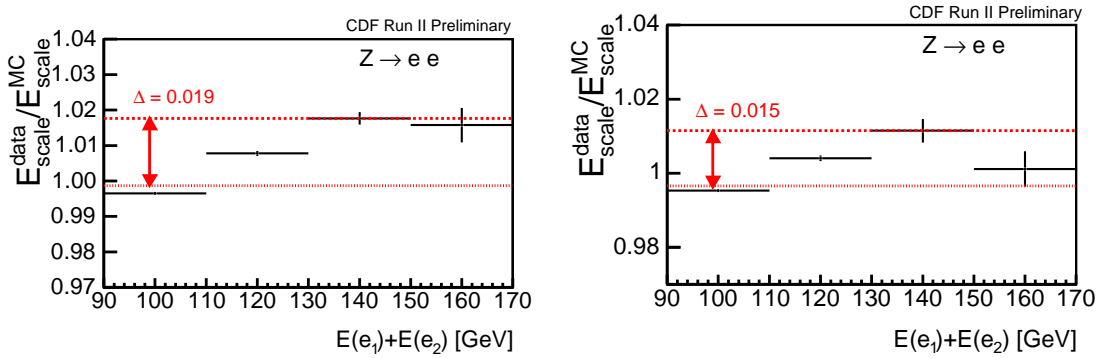 CDF Run II Preliminary
Z → e e
E^data_scale/E^MC_scale
Δ = 0.019
1.04
1.03
1.02
1.01
1.00
0.99
0.98
0.97
90 100 110 120 130 140 150 160 170
E(e₁)+E(e₂) [GeV]
CDF Run II Preliminary
Z → e e
E^data_scale/E^MC_scale
Δ = 0.015
1.04
1.02
1
0.98
90 100 110 120 130 140 150 160 170
E(e₁)+E(e₂) [GeV]